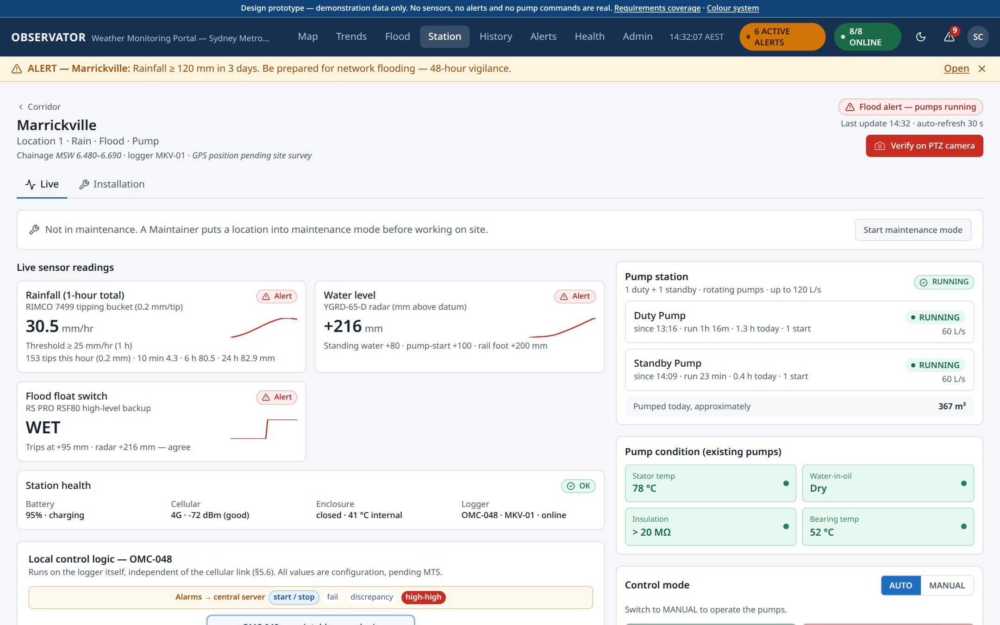 Design prototype — demonstration data only. No sensors, no alerts and no pump commands are real. Requirements coverage · Colour system
OBSERVATOR Weather Monitoring Portal — Sydney Metro... Map Trends Flood Station History Alerts Health Admin 14:32:07 AEST 6 ACTIVE ALERTS 8/8 ONLINE 9 SC
ALERT — Marrickville: Rainfall ≥ 120 mm in 3 days. Be prepared for network flooding — 48-hour vigilance. Open
Corridor
Marrickville
Location 1 · Rain · Flood · Pump
Chainage MSW 6.480–6.690 · logger MKV-01 · GPS position pending site survey
Flood alert — pumps running
Last update 14:32 · auto-refresh 30 s
Verify on PTZ camera
Live Installation
Not in maintenance. A Maintainer puts a location into maintenance mode before working on site. Start maintenance mode
Live sensor readings
Rainfall (1-hour total) Alert
RIMCO 7499 tipping bucket (0.2 mm/tip)
30.5 mm/hr
Threshold ≥ 25 mm/hr (1 h)
153 tips this hour (0.2 mm) · 10 min 4.3 · 6 h 80.5 · 24 h 82.9 mm
Water level Alert
YGRD-65-D radar (mm above datum)
+216 mm
Standing water +80 · pump-start +100 · rail foot +200 mm
Flood float switch Alert
RS PRO RSF80 high-level backup
WET
Trips at +95 mm · radar +216 mm — agree
Station health OK
Battery Cellular Enclosure Logger
95% · charging 4G · -72 dBm (good) closed · 41 °C internal OMC-048 · MKV-01 · online
Local control logic — OMC-048
Runs on the logger itself, independent of the cellular link (§5.6). All values are configuration, pending MTS.
Alarms → central server start / stop fail discrepancy high-high
Pump station RUNNING
1 duty + 1 standby · rotating pumps · up to 120 L/s
Duty Pump RUNNING
since 13:16 · run 1h 16m · 1.3 h today · 1 start 60 L/s
Standby Pump RUNNING
since 14:09 · run 23 min · 0.4 h today · 1 start 60 L/s
Pumped today, approximately 367 m³
Pump condition (existing pumps)
Stator temp Water-in-oil
78 °C Dry
Insulation Bearing temp
> 20 MΩ 52 °C
Control mode AUTO MANUAL
Switch to MANUAL to operate the pumps.